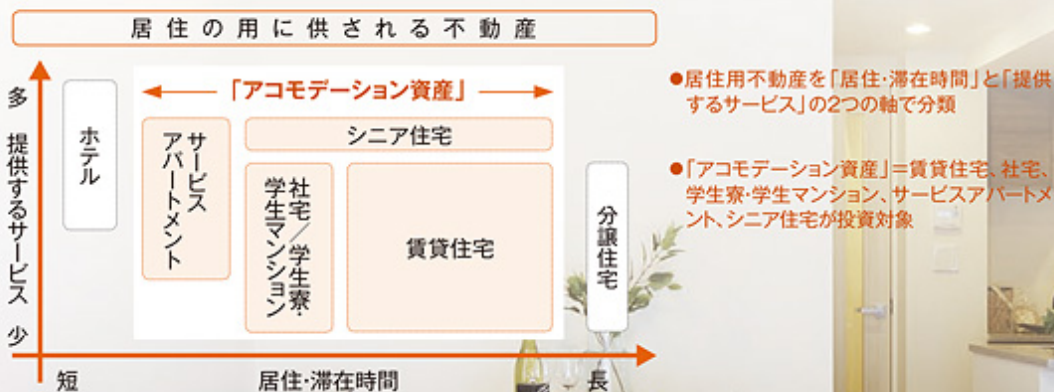 居住の用に供される不動産
多 提供するサービス 少
ホテル
「アコモデーション資産」
サービス
アパートメント
シニア住宅
社宅／学生寮・
学生マンション
賃貸住宅
分譲住宅
短 居住・滞在時間 長
●居住用不動産を「居住・滞在時間」と「提供
するサービス」の2つの軸で分類
●「アコモデーション資産」＝賃貸住宅、社宅、
学生寮・学生マンション、サービスアパートメ
ント、シニア住宅が投資対象